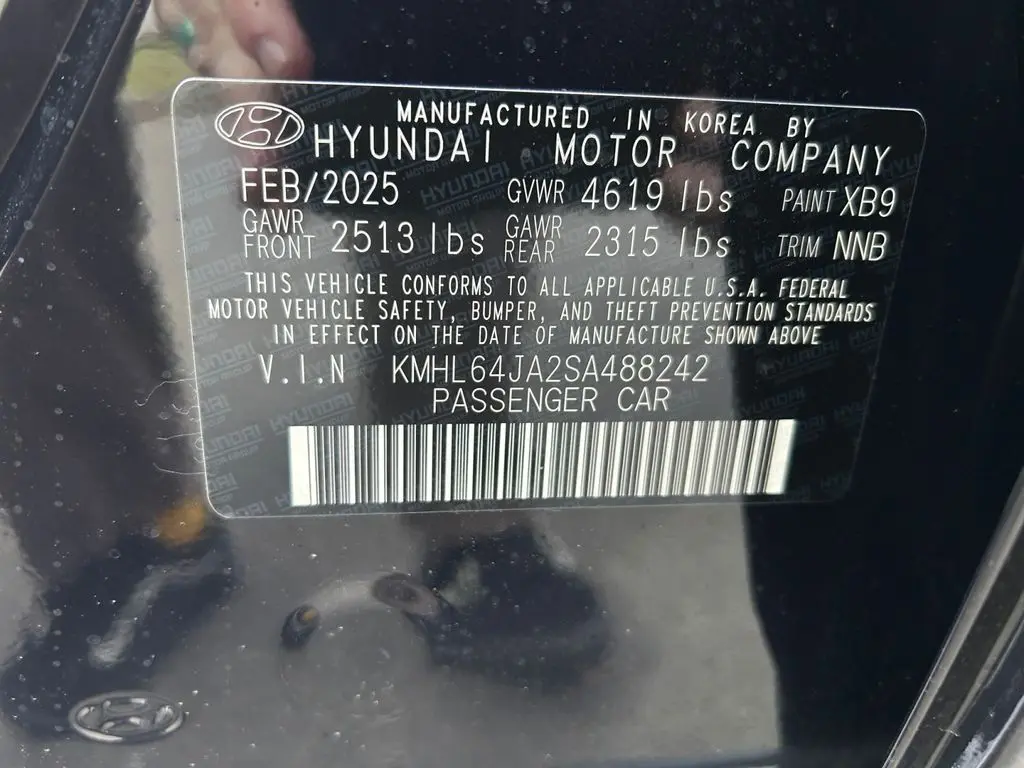 MANUFACTURED IN KOREA BY
HYUNDAI MOTOR COMPANY
FEB/2025 GVWR 4619 lbs PAINT XB9
GAWR FRONT 2513 lbs GAWR REAR 2315 lbs TRIM NNB
THIS VEHICLE CONFORMS TO ALL APPLICABLE U.S.A. FEDERAL
MOTOR VEHICLE SAFETY, BUMPER, AND THEFT PREVENTION STANDARDS
IN EFFECT ON THE DATE OF MANUFACTURE SHOWN ABOVE
V.I.N KMHL64JA2SA488242
PASSENGER CAR